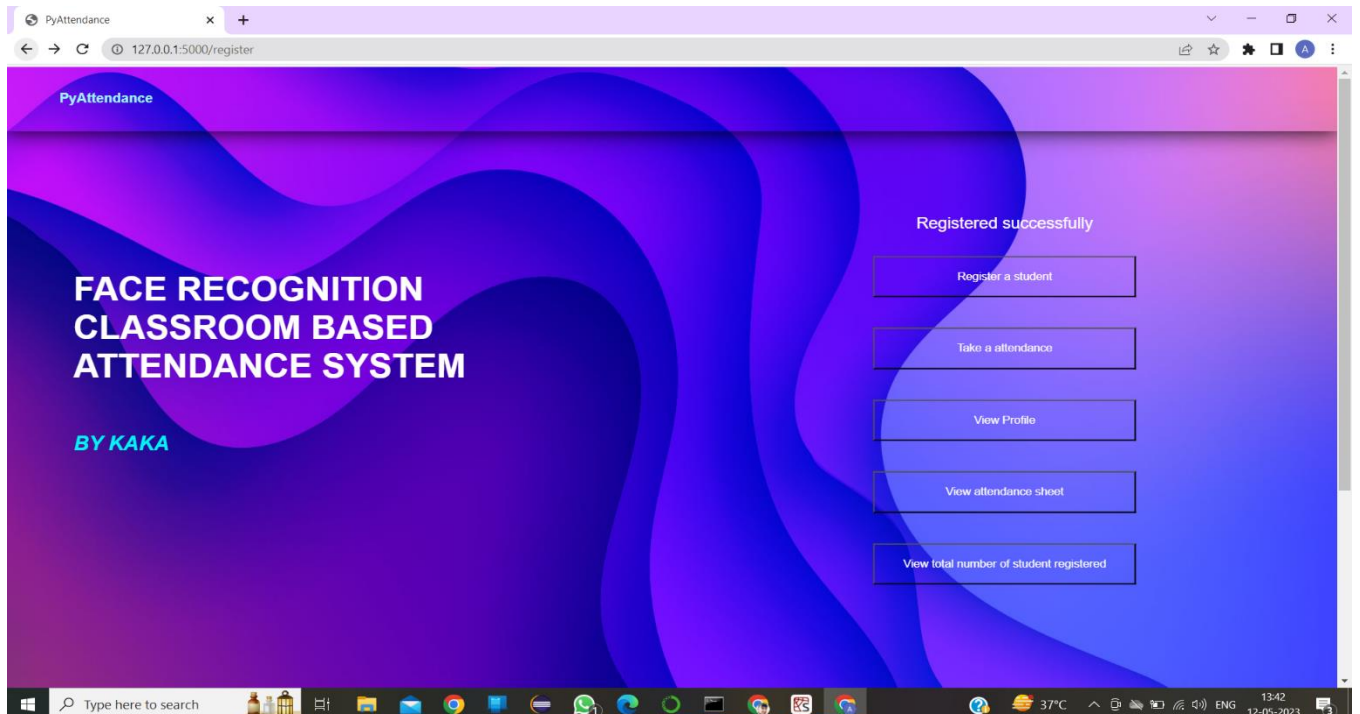 PyAttendance
127.0.0.1:5000/register
A
PyAttendance
Registered successfully
FACE RECOGNITION
CLASSROOM BASED
ATTENDANCE SYSTEM
BY KAKA
Register a student
Take a attendance
View Profile
View attendance sheet
View total number of student registered
Type here to search
37°C
ENG
13:42
12-05-2023